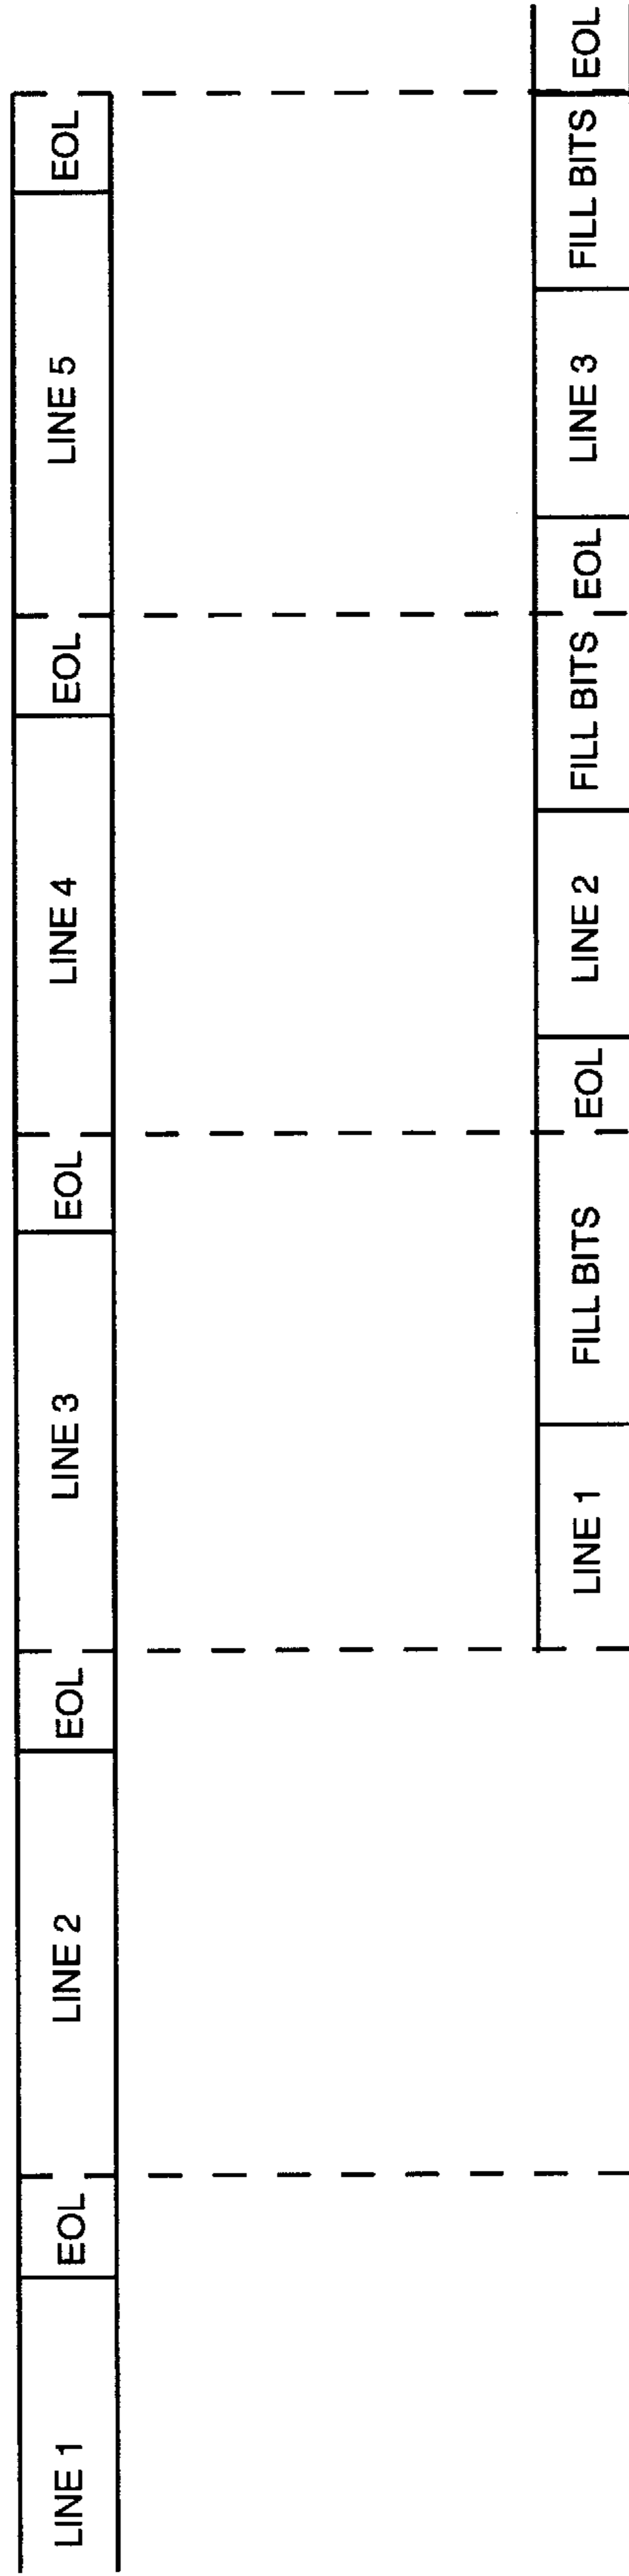 LINE 1
EOL
LINE 2
EOL
LINE 3
EOL
LINE 4
EOL
LINE 5
EOL
LINE 1
FILL BITS
EOL
LINE 2
FILL BITS
EOL
LINE 3
FILL BITS
EOL